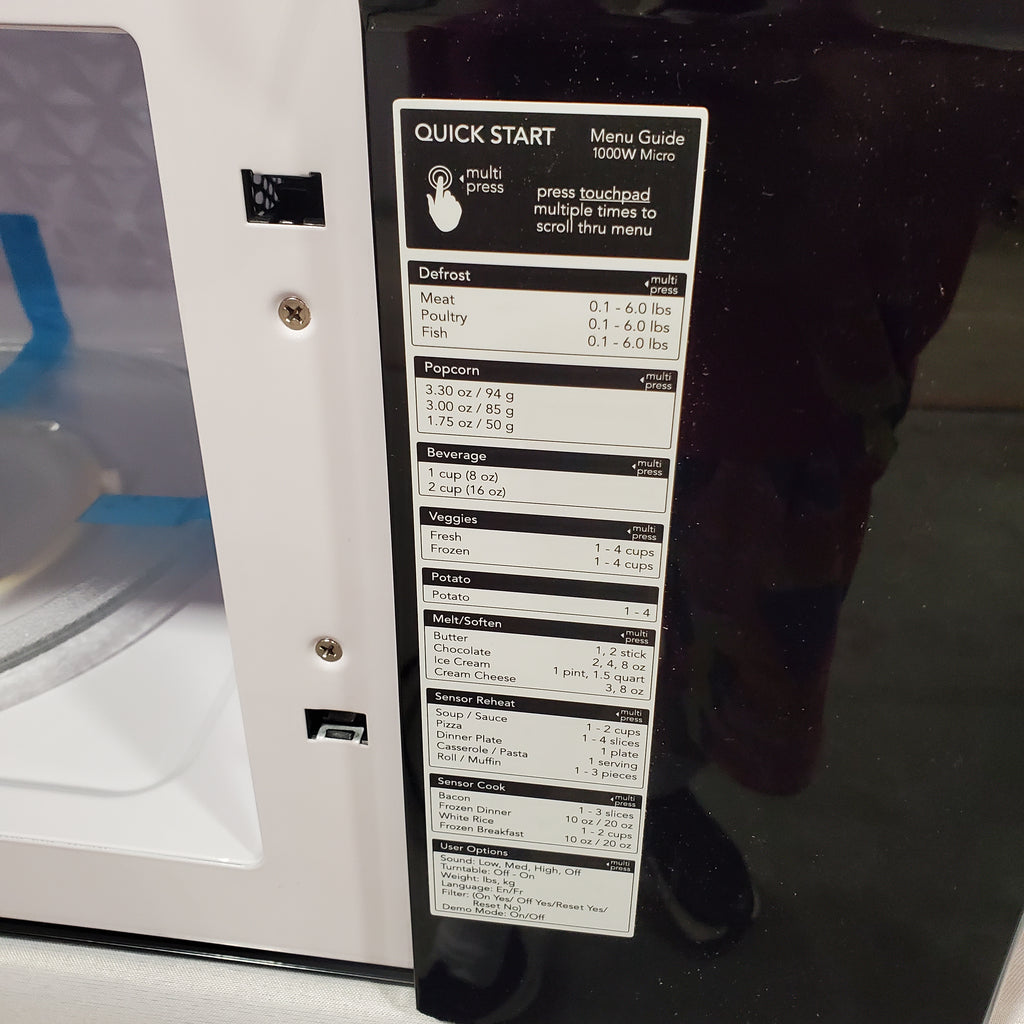 QUICK START
Menu Guide
1000W Micro
multi press
press touchpad
multiple times to
scroll thru menu
Defrost multi press
Meat 0.1 - 6.0 lbs
Poultry 0.1 - 6.0 lbs
Fish 0.1 - 6.0 lbs
Popcorn multi press
3.30 oz / 94 g
3.00 oz / 85 g
1.75 oz / 50 g
Beverage multi press
1 cup (8 oz)
2 cup (16 oz)
Veggies multi press
Fresh 1 - 4 cups
Frozen 1 - 4 cups
Potato
Potato 1 - 4
Melt/Soften multi press
Butter 1, 2 stick
Chocolate 2, 4, 8 oz
Ice Cream 1 pint, 1.5 quart
Cream Cheese 3, 8 oz
Sensor Reheat multi press
Soup / Sauce 1 - 2 cups
Pizza 1 - 4 slices
Dinner Plate 1 plate
Casserole / Pasta 1 serving
Roll / Muffin 1 - 3 pieces
Sensor Cook multi press
Bacon 1 - 3 slices
Frozen Dinner 10 oz / 20 oz
White Rice 1 - 2 cups
Frozen Breakfast 10 oz / 20 oz
User Options multi press
Sound: Low, Med, High, Off
Turntable: Off - On
Weight: lbs, kg
Language: En/Fr
Filter: (On Yes/ Off Yes/Reset Yes/
Reset No)
Demo Mode: On/Off